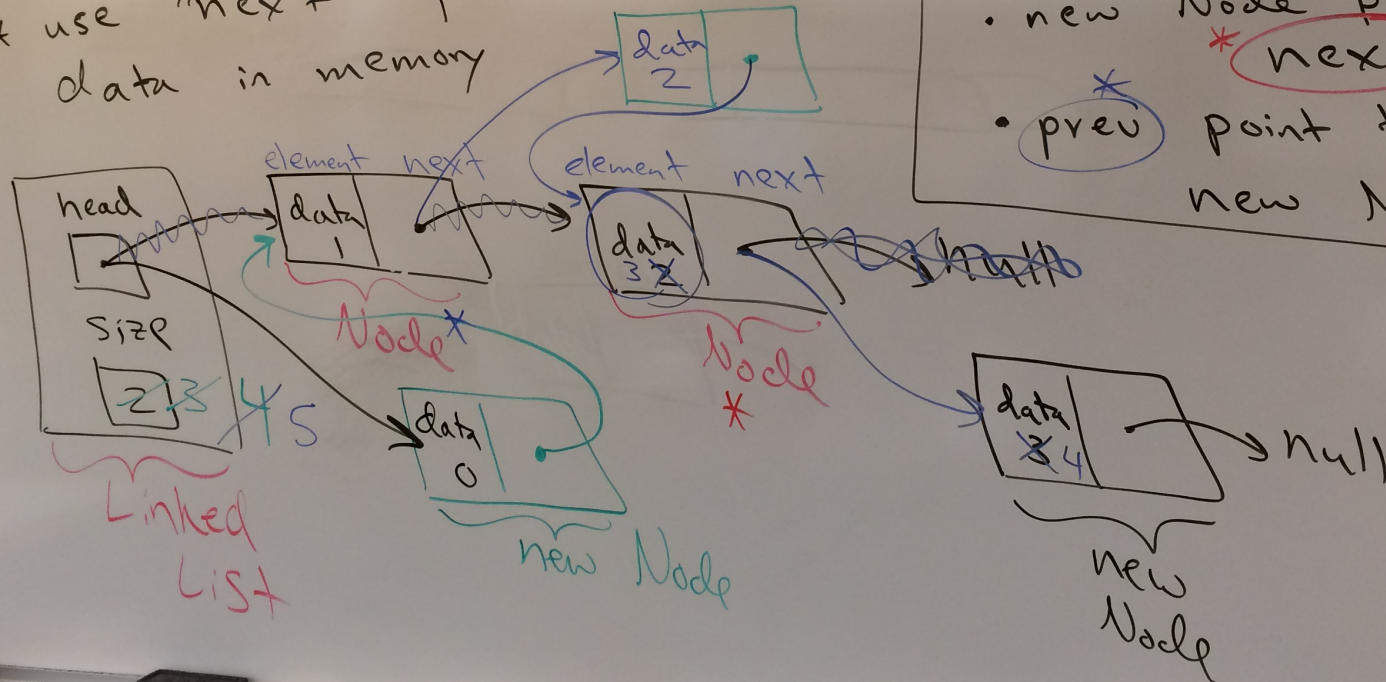 use "next
data in memory
• new Node
* nex
*
• prev point
new
data
2
element next
element next
head
data
1
data
3 2
null
size
2 3 4 5
Node *
Node
*
data
0
data
3 4
null
Linked
List
new Node
new
Node